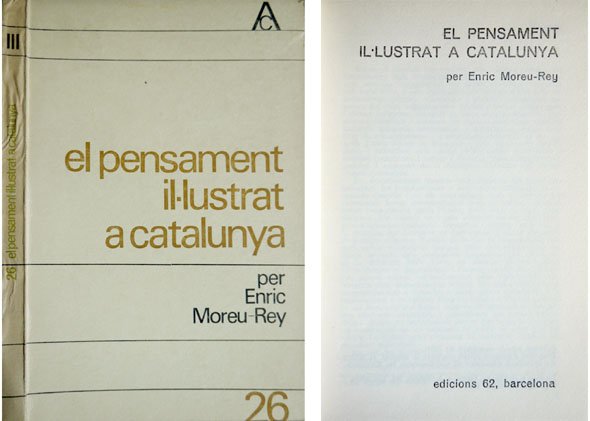 AC
III
26 el pensament il·lustrat a catalunya
el pensament
il·lustrat
a catalunya
per
Enric
Moreu-Rey
26
EL PENSAMENT
IL·LUSTRAT A CATALUNYA
per Enric Moreu-Rey
edicions 62, barcelona